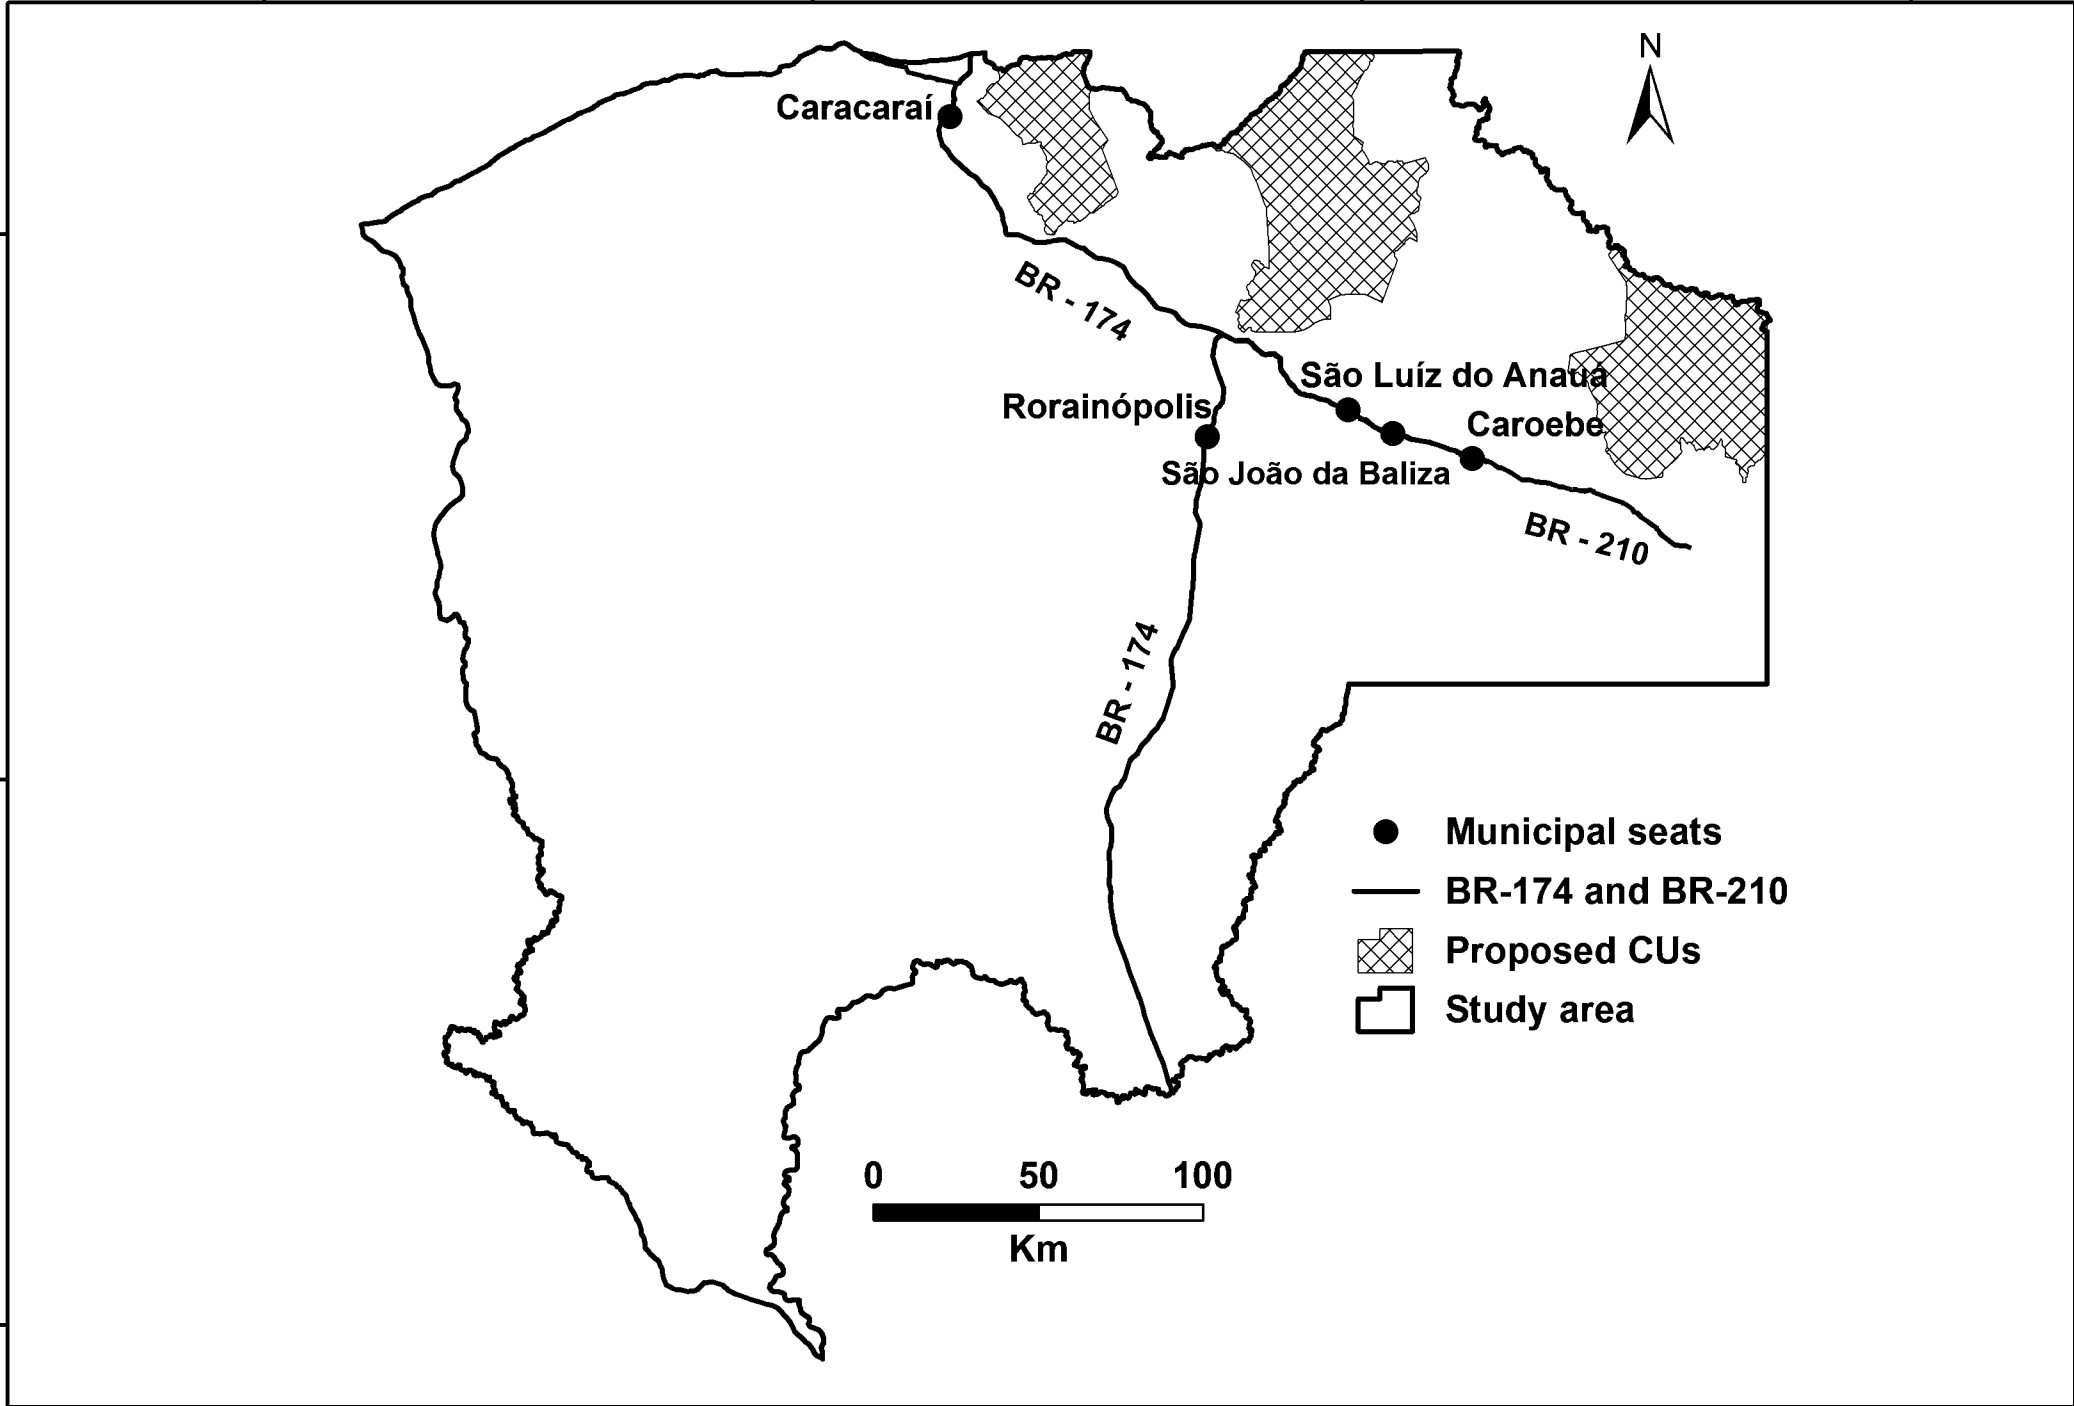 N
Caracaraí
BR - 174
São Luíz do Anauá
Rorainópolis
Caroebe
São João da Baliza
BR - 210
BR - 174
Municipal seats
BR-174 and BR-210
Proposed CUs
Study area
0 50 100
Km